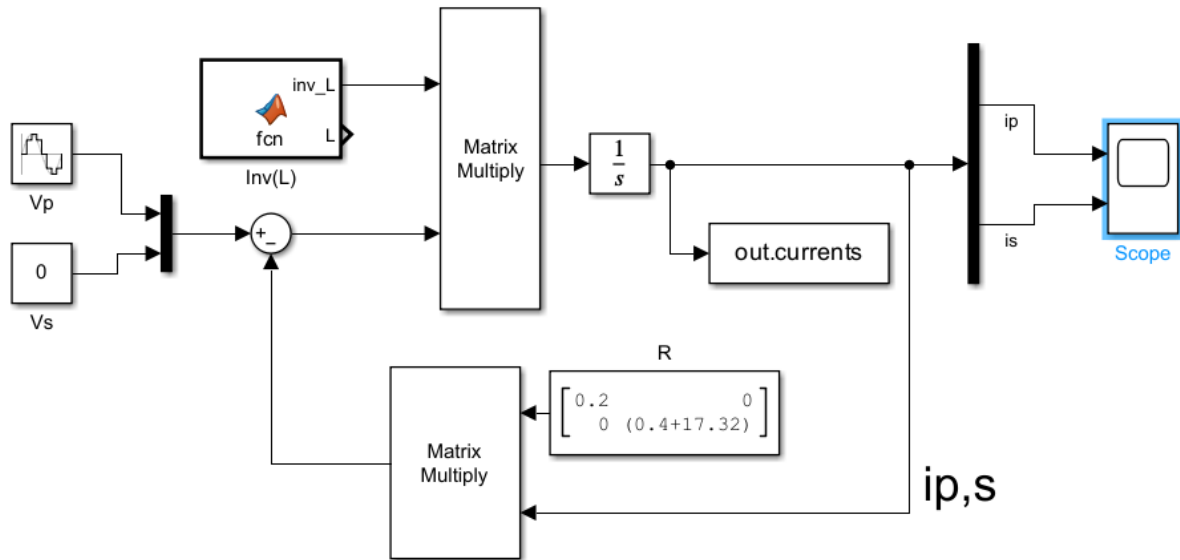 inv_L
L
fcn
Inv(L)
Vp
0
Vs
+
_
Matrix
Multiply
1
s
out.currents
ip
is
Scope
R
0.2 0
0 (0.4+17.32)
Matrix
Multiply
ip,s